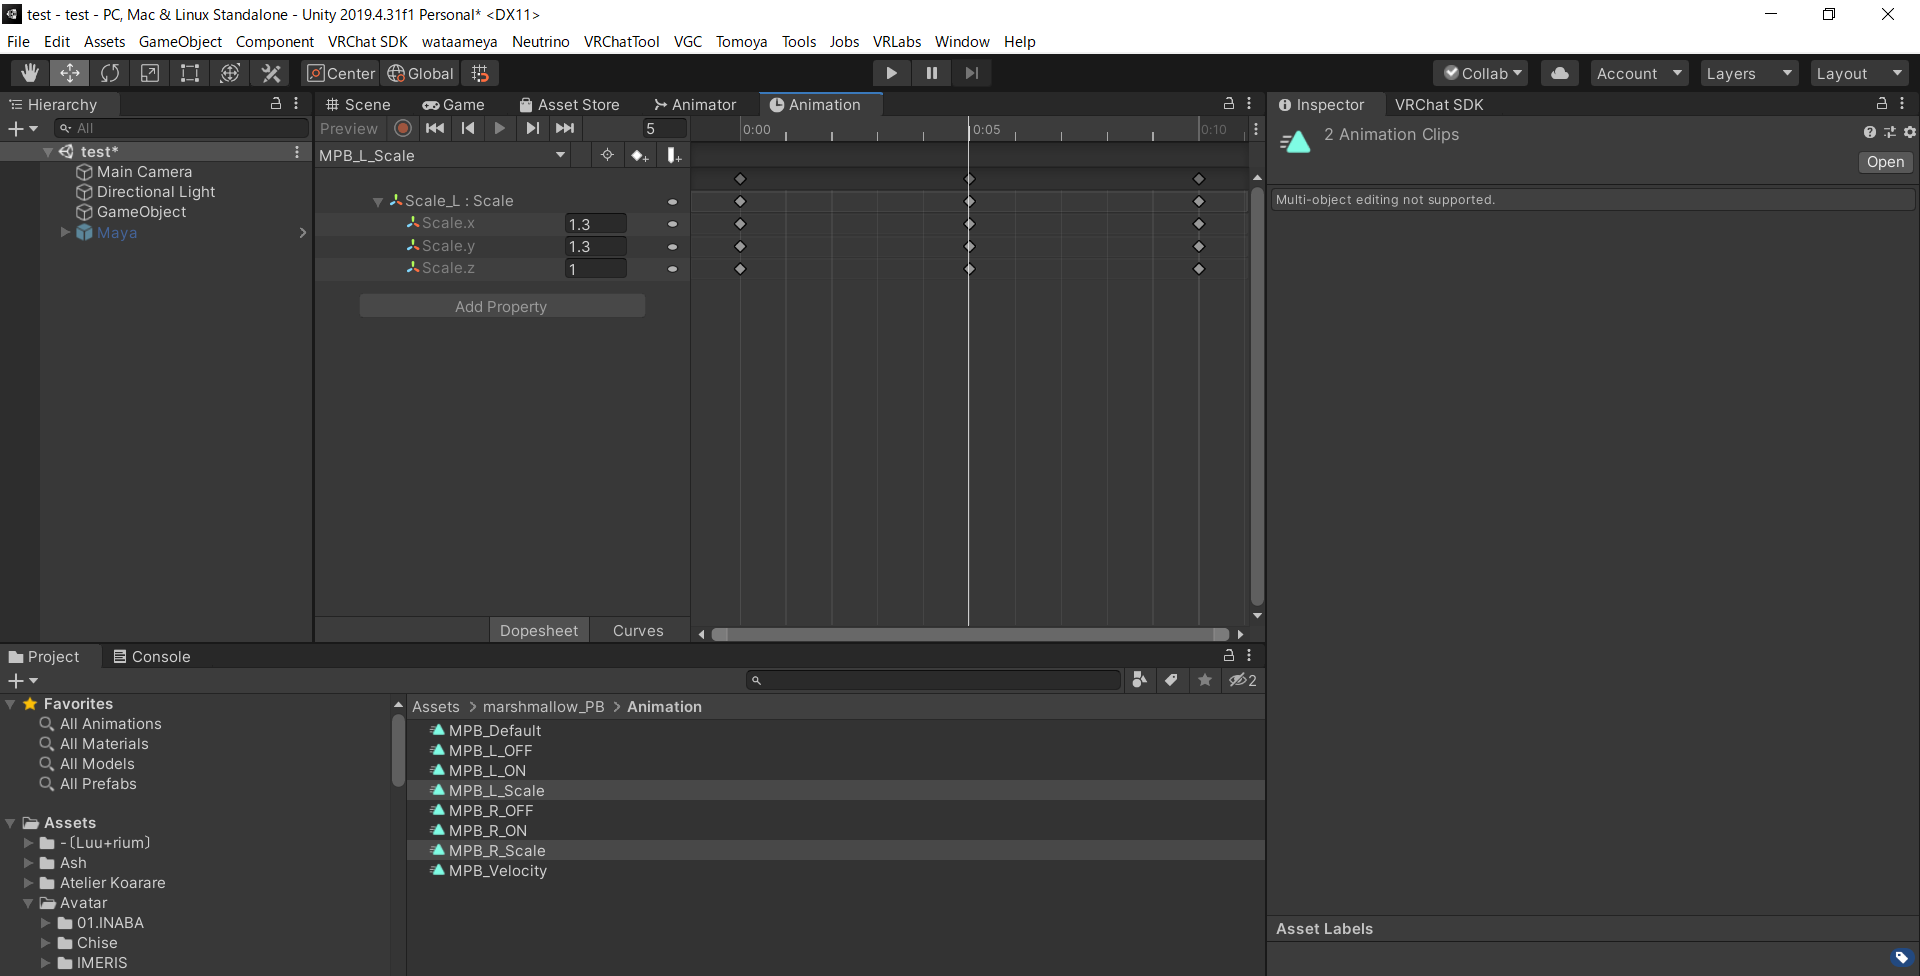 test - test - PC, Mac & Linux Standalone - Unity 2019.4.31f1 Personal* <DX11>
File Edit Assets GameObject Component VRChat SDK wataameya Neutrino VRChatTool VGC Tomoya Tools Jobs VRLabs Window Help
Center Global Collab Account Layers Layout
Hierarchy
All
test*
Main Camera
Directional Light
GameObject
Maya
Scene Game Asset Store Animator Animation
Preview 5
MPB_L_Scale
0:00 0:05 0:10
Scale_L : Scale
Scale.x 1.3
Scale.y 1.3
Scale.z 1
Add Property
Dopesheet Curves
Inspector VRChat SDK
2 Animation Clips
Open
Multi-object editing not supported.
Asset Labels
Project Console
2
Favorites
All Animations
All Materials
All Models
All Prefabs
Assets
-〔Luu+rium〕
Ash
Atelier Koarare
Avatar
01.INABA
Chise
IMERIS
Assets > marshmallow_PB > Animation
MPB_Default
MPB_L_OFF
MPB_L_ON
MPB_L_Scale
MPB_R_OFF
MPB_R_ON
MPB_R_Scale
MPB_Velocity